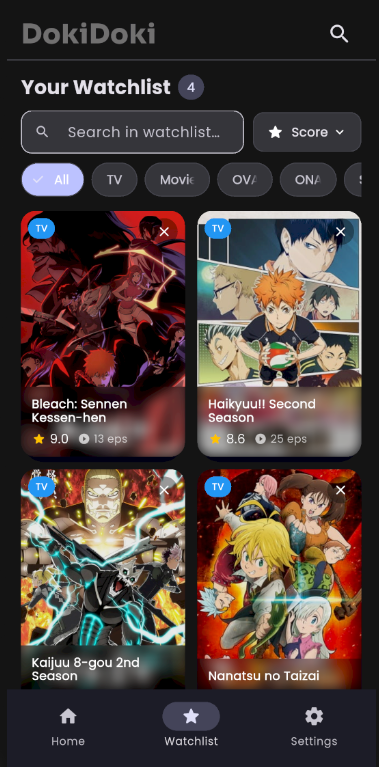 DokiDoki
Your Watchlist 4
Search in watchlist... Score
All TV Movie OVA ONA S
TV TV
Bleach: Sennen
Kessen-hen
9.0 13 eps
Haikyuu!! Second
Season
8.6 25 eps
TV TV
Kaijuu 8-gou 2nd
Season
Nanatsu no Taizai
Home Watchlist Settings